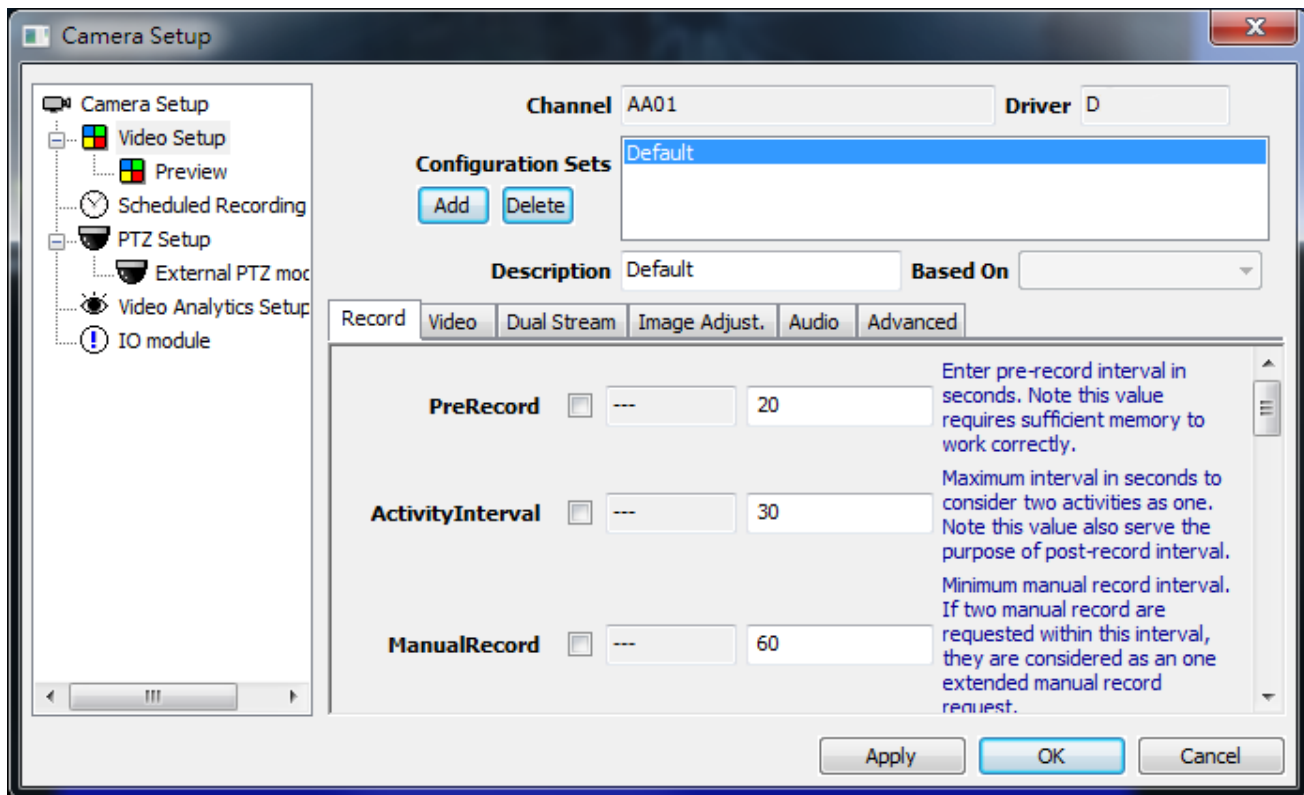 Camera Setup
Camera Setup
Video Setup
Preview
Scheduled Recording
PTZ Setup
External PTZ moc
Video Analytics Setup
IO module
Channel AA01 Driver D
Configuration Sets
Default
Add Delete
Description Default Based On
Record Video Dual Stream Image Adjust. Audio Advanced
PreRecord --- 20
Enter pre-record interval in
seconds. Note this value
requires sufficient memory to
work correctly.
ActivityInterval --- 30
Maximum interval in seconds to
consider two activities as one.
Note this value also serve the
purpose of post-record interval.
ManualRecord --- 60
Minimum manual record interval.
If two manual record are
requested within this interval,
they are considered as an one
extended manual record
request.
Apply OK Cancel